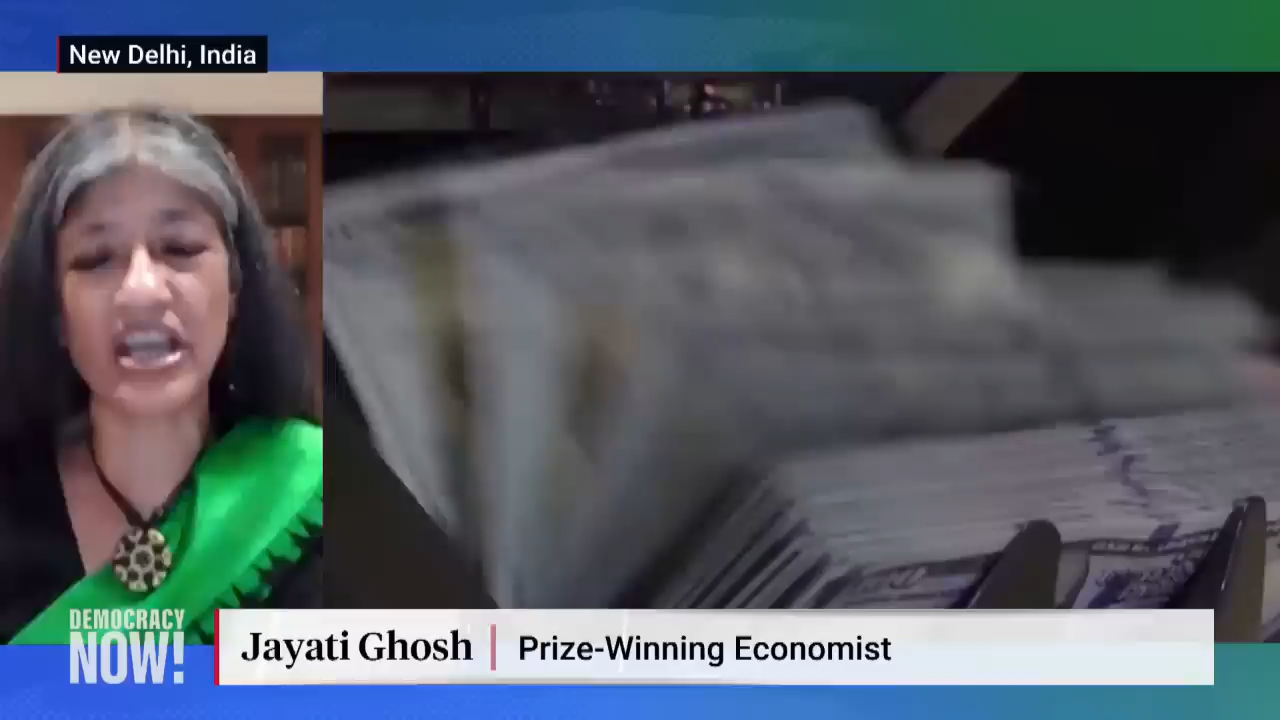 New Delhi, India
DEMOCRACY
NOW!
Jayati Ghosh
Prize-Winning Economist